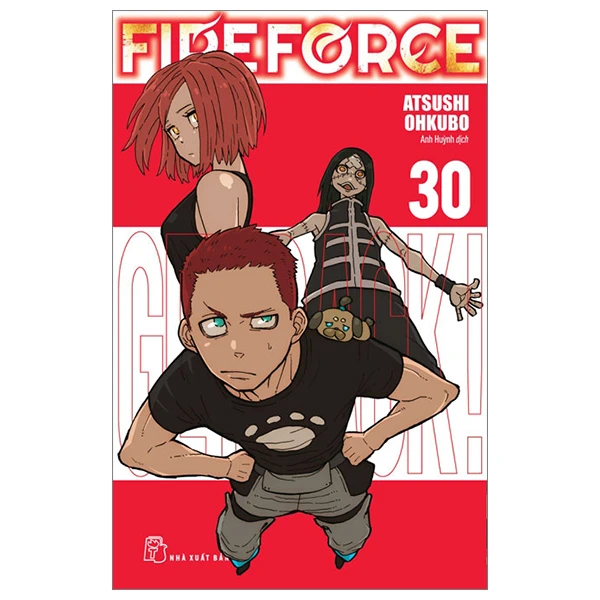 FIRE FORCE
ATSUSHI
OHKUBO
Anh Huỳnh dịch
30
NHÀ XUẤT BẢN